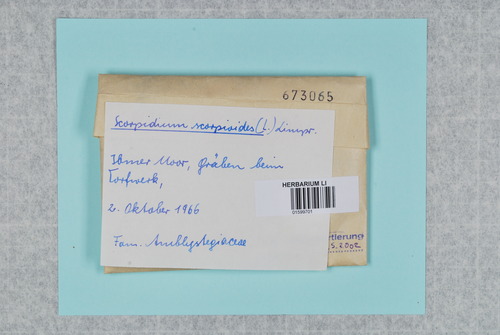 673065
Scorpidium scorpioides (L.) Limpr.
Ibmer Moor, Gräben beim
Torfwerk,
HERBARIUM LI
01599701
2. Oktober 1966
tierung
5. 2002
Fam. Amblystegiaceae